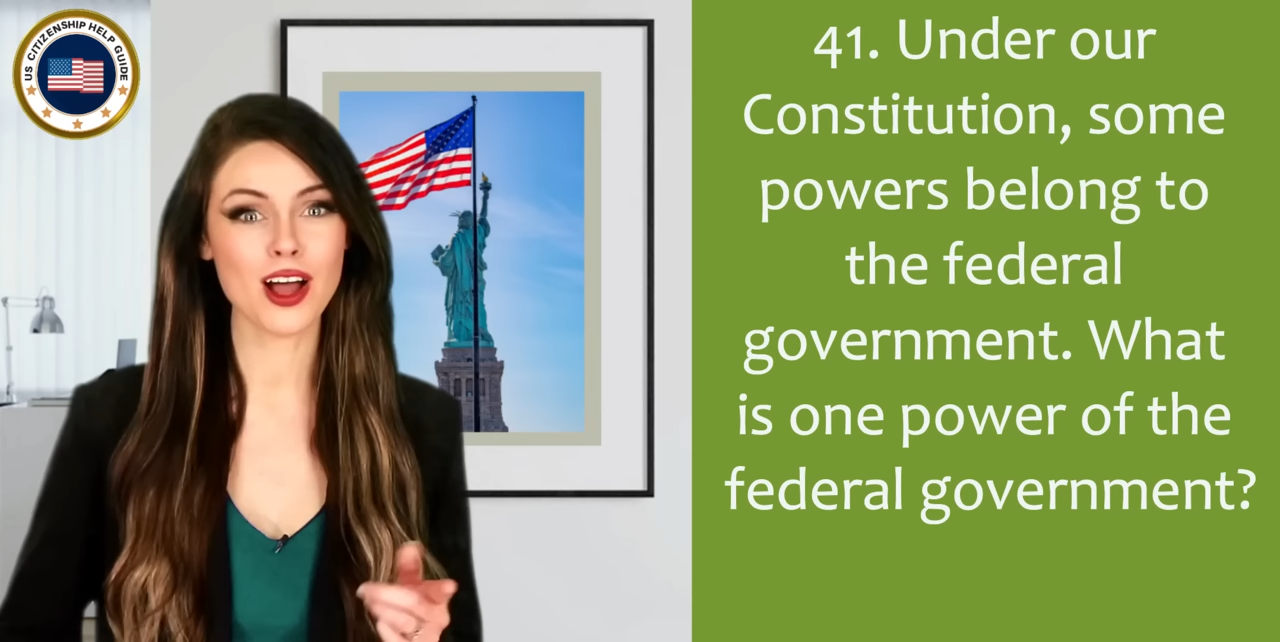 US CITIZENSHIP HELP GUIDE
41. Under our
Constitution, some
powers belong to
the federal
government. What
is one power of the
federal government?